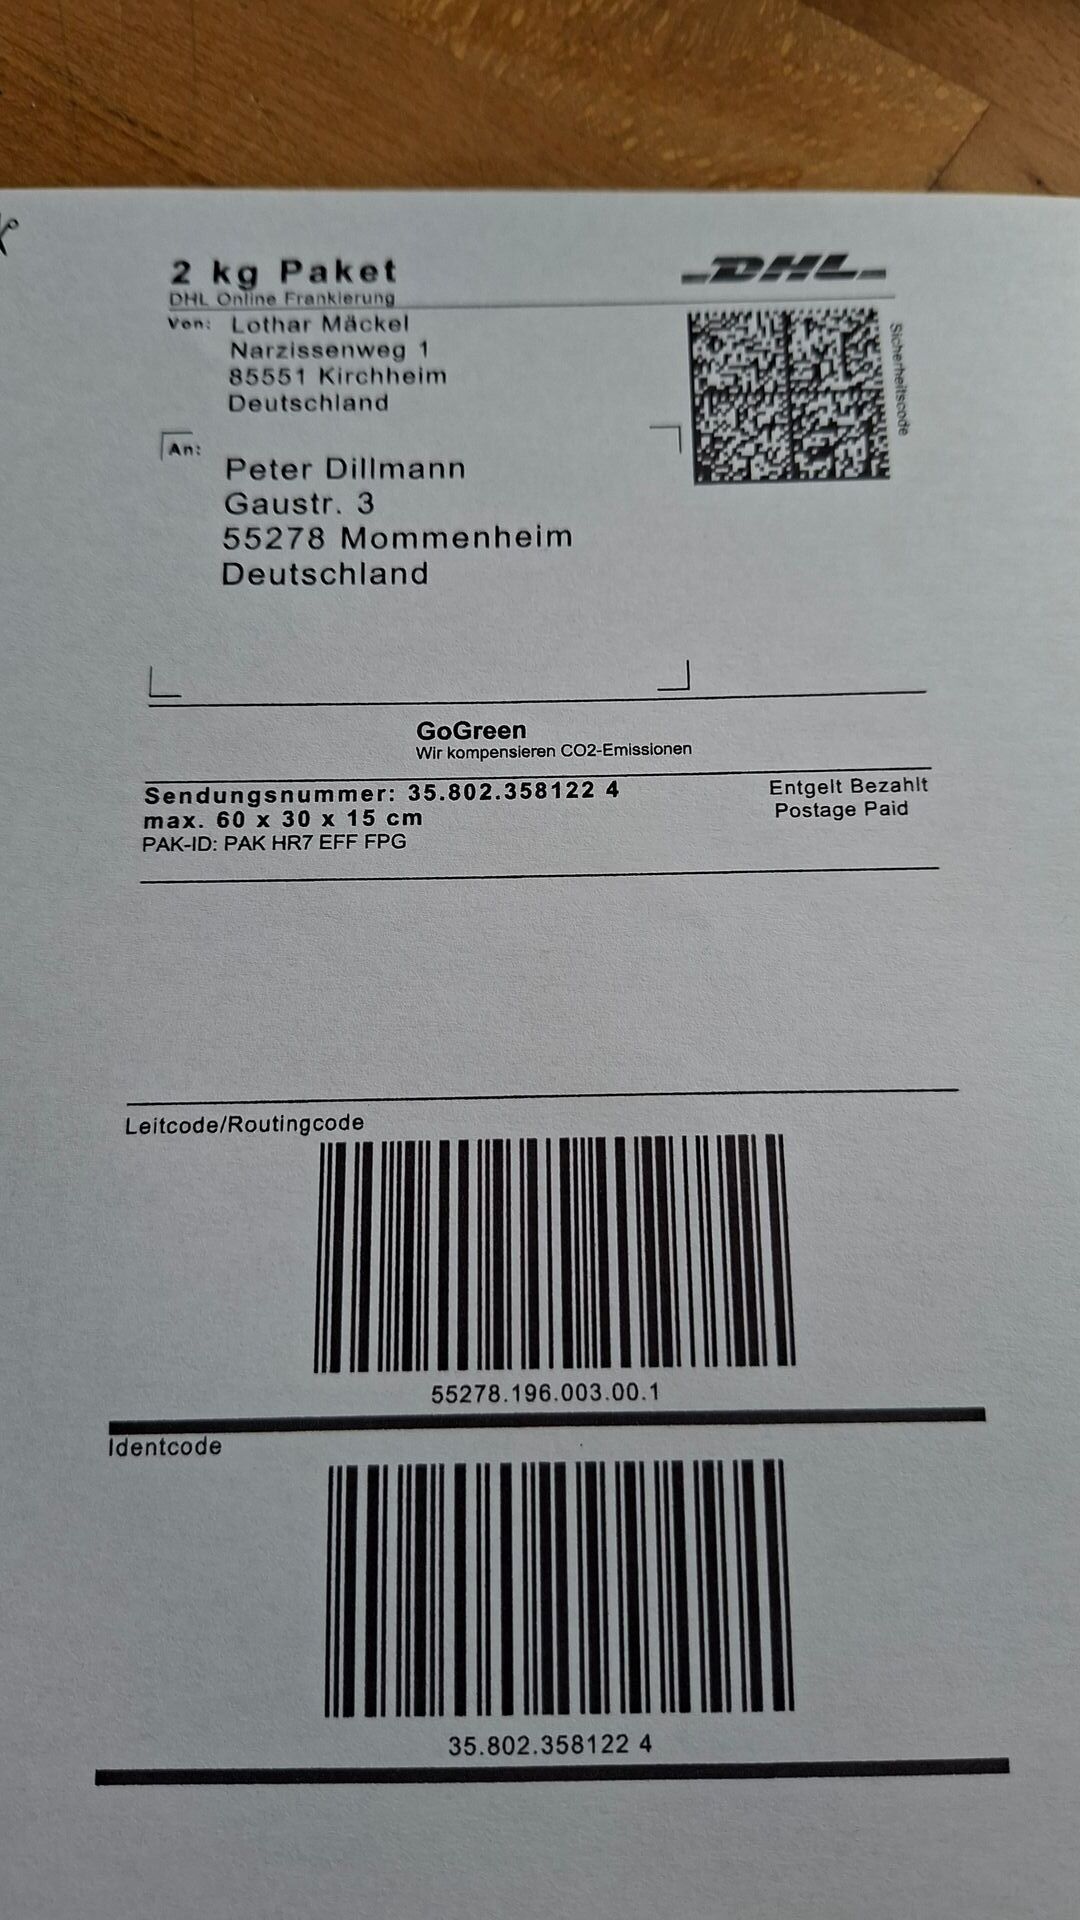 2 kg Paket
DHL
DHL Online Frankierung
Von: Lothar Mäckel
Narzissenweg 1
85551 Kirchheim
Deutschland
Sicherheitscode
An:
Peter Dillmann
Gaustr. 3
55278 Mommenheim
Deutschland
GoGreen
Wir kompensieren CO2-Emissionen
Sendungsnummer: 35.802.358122 4
max. 60 x 30 x 15 cm
PAK-ID: PAK HR7 EFF FPG
Entgelt Bezahlt
Postage Paid
Leitcode/Routingcode
55278.196.003.00.1
Identcode
35.802.358122 4